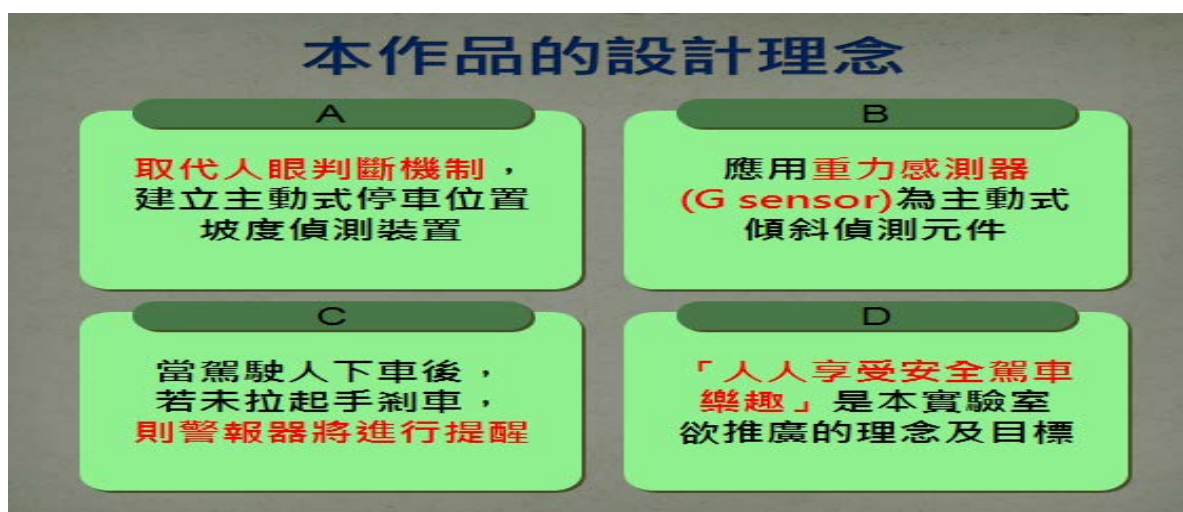 本作品的設計理念
A
取代人眼判斷機制，
建立主動式停車位置
坡度偵測裝置
B
應用重力感測器
(G sensor)為主動式
傾斜偵測元件
C
當駕駛人下車後，
若未拉起手剎車，
則警報器將進行提醒
D
「人人享受安全駕車
樂趣」是本實驗室
欲推廣的理念及目標